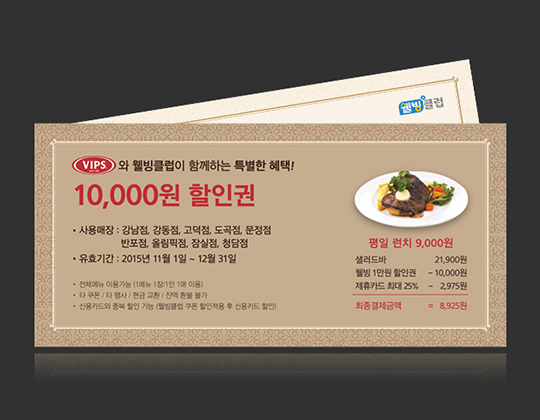 웰빙클럽
VIPS 와 웰빙클럽이 함께하는 특별한 혜택!
10,000원 할인권
• 사용매장 : 강남점, 강동점, 고덕점, 도곡점, 문정점
반포점, 올림픽점, 잠실점, 청담점
• 유효기간 : 2015년 11월 1일 ~ 12월 31일
• 전체메뉴 이용가능 (1메뉴 1장/1인 1매 이용)
• 타 쿠폰 / 타 행사 / 현금 교환 / 잔액 환불 불가
• 신용카드와 중복 할인 가능 (웰빙클럽 쿠폰 할인적용 후 신용카드 할인)
평일 런치 9,000원
샐러드바 21,900원
웰빙 1만원 할인권 – 10,000원
제휴카드 최대 25% – 2,975원
최종결제금액 = 8,925원